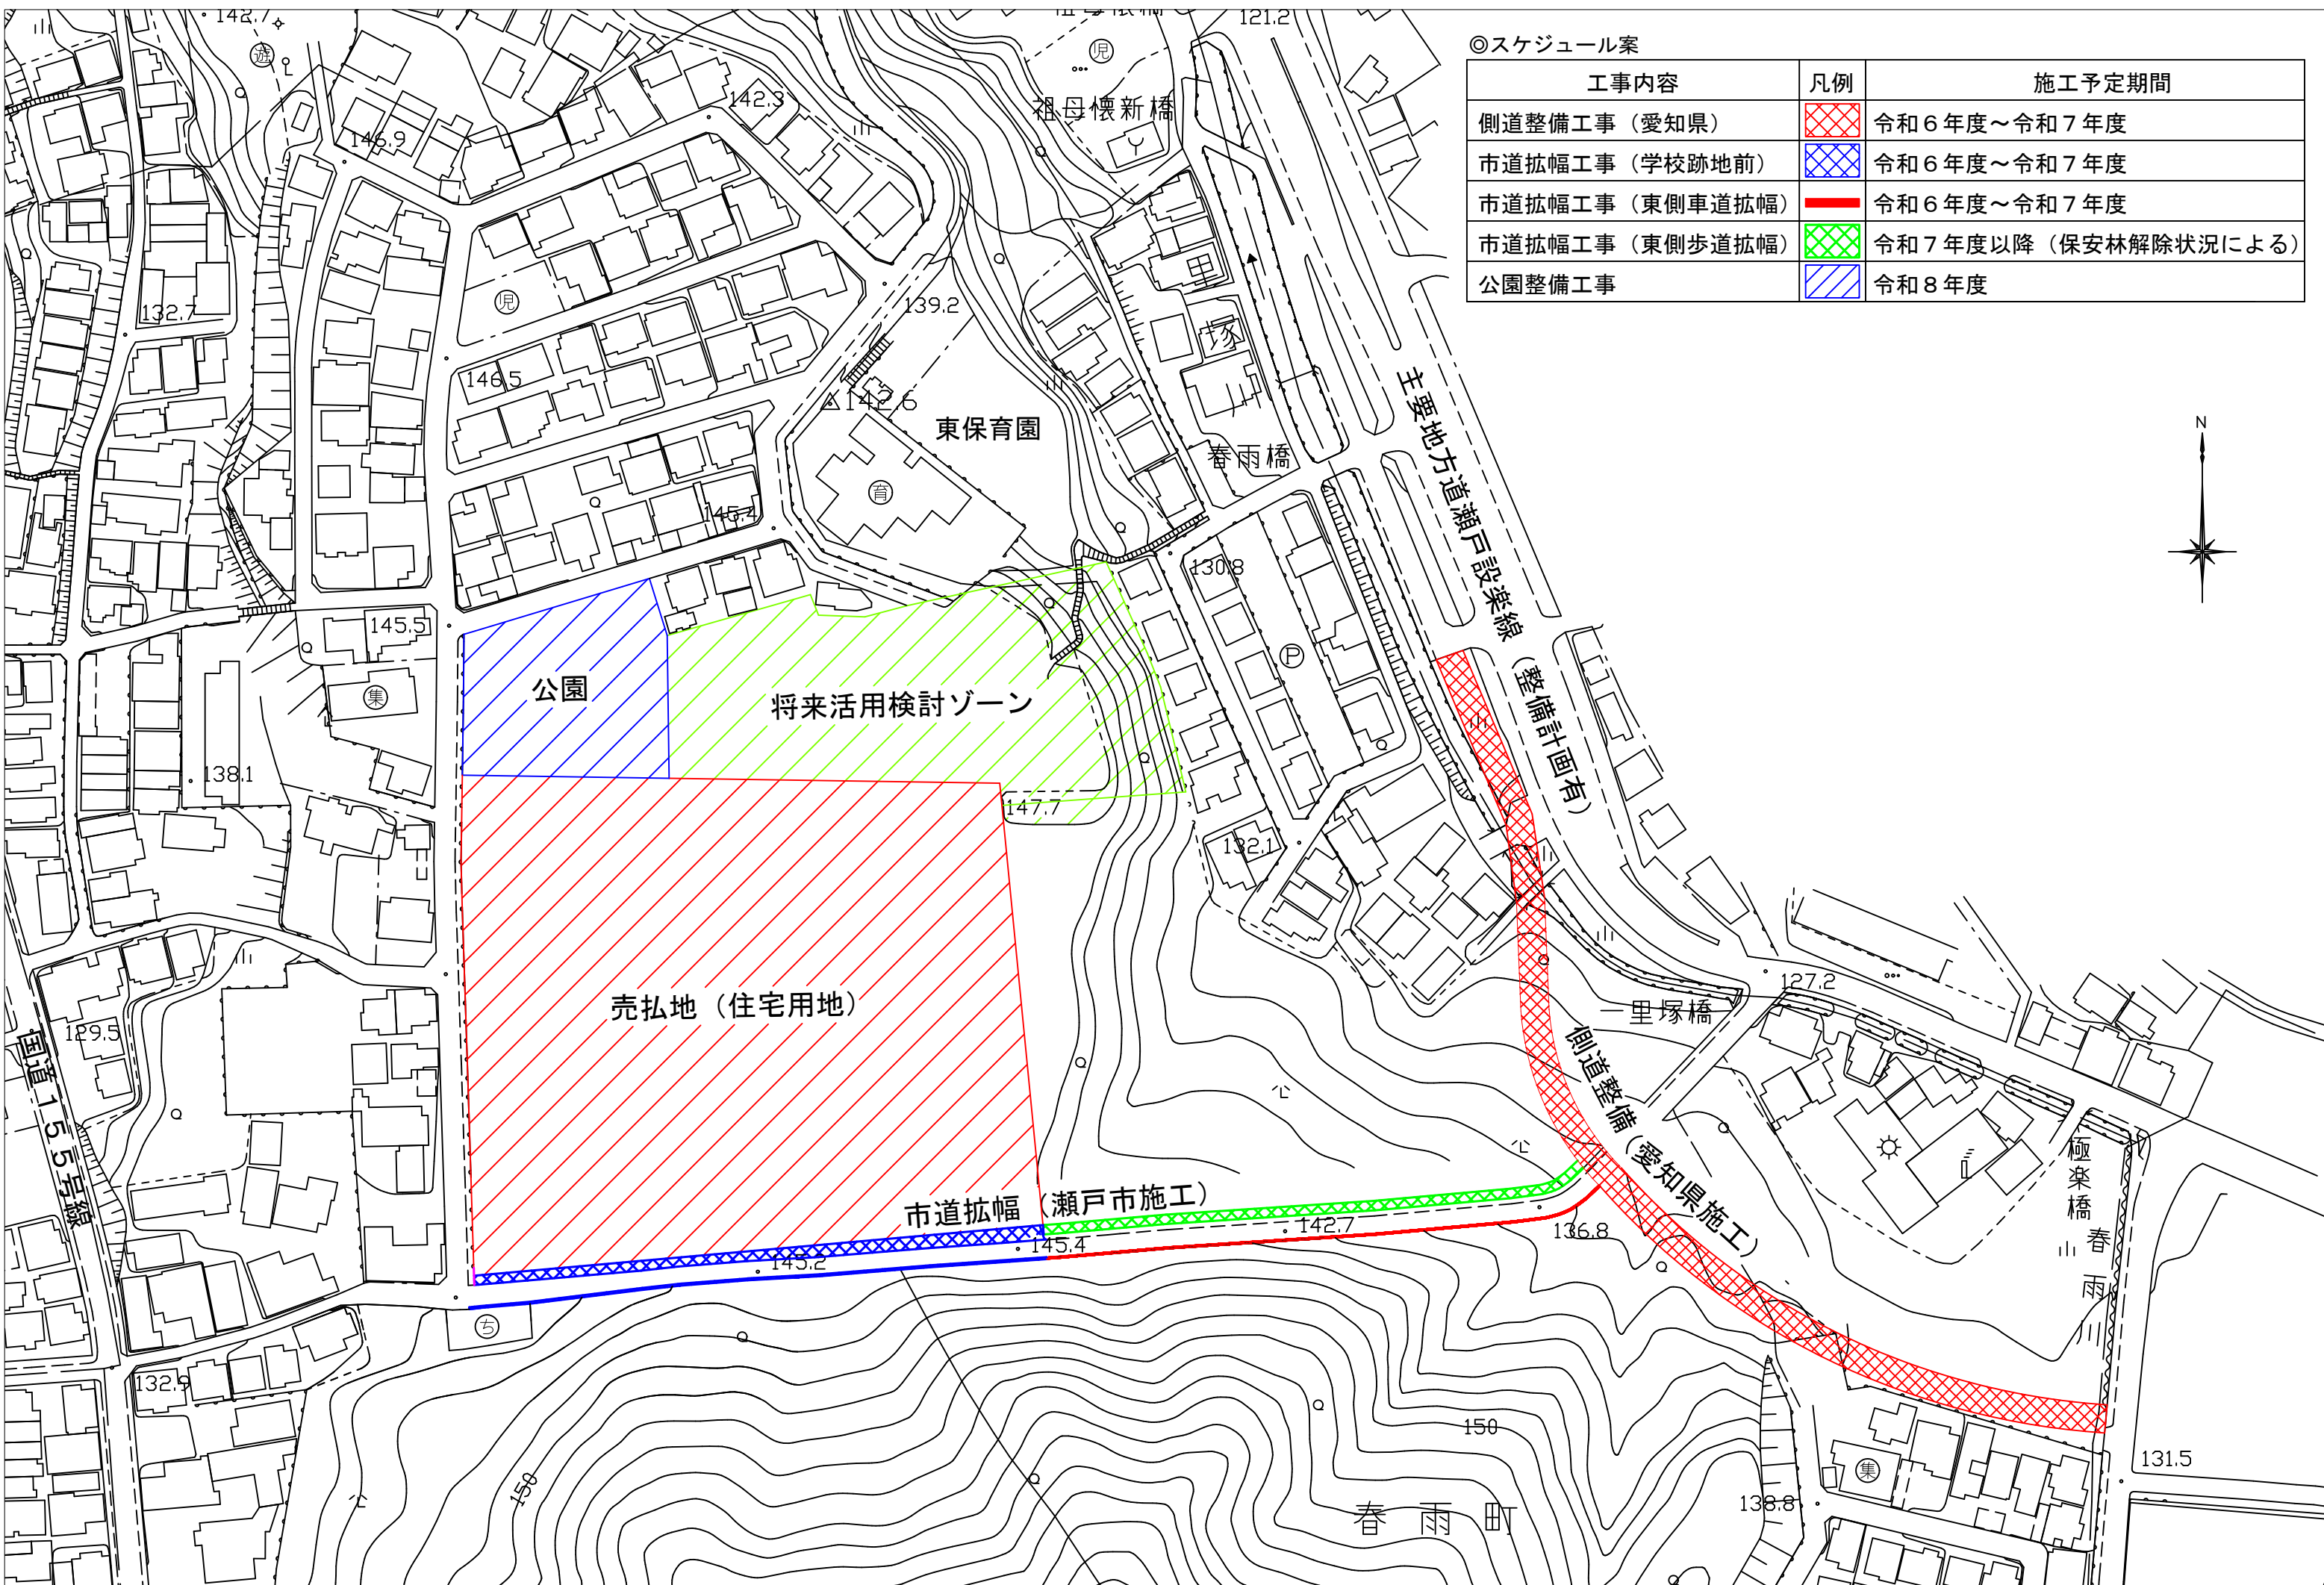 ◎スケジュール案
工事内容 凡例 施工予定期間
側道整備工事（愛知県） 令和６年度～令和７年度
市道拡幅工事（学校跡地前） 令和６年度～令和７年度
市道拡幅工事（東側車道拡幅） 令和６年度～令和７年度
市道拡幅工事（東側歩道拡幅） 令和７年度以降（保安林解除状況による）
公園整備工事 令和８年度
142.7
121.2
遊
児
142.3
祖母懐新橋
146.9
児
139.2
132.7
塚
146.5
142.6
東保育園
主要地方道瀬戸設楽線（整備計画有）
N
春雨橋
育
145.4
130.8
145.5
P
公園
集
将来活用検討ゾーン
138.1
147.7
132.1
127.2
売払地（住宅用地）
一里塚橋
129.5
国道１５５号線
側道整備（愛知県施工）
極楽橋
市道拡幅（瀬戸市施工）
142.7
136.8
145.4
145.2
春雨川
ち
132.9
150
150
集
131.5
138.8
春雨町